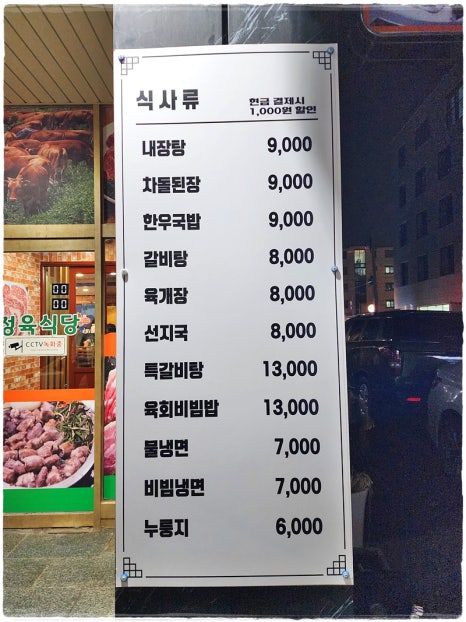 식사류
현금 결제시
1,000원 할인
내장탕 9,000
차돌된장 9,000
한우국밥 9,000
갈비탕 8,000
육개장 8,000
선지국 8,000
특갈비탕 13,000
육회비빔밥 13,000
물냉면 7,000
비빔냉면 7,000
누룽지 6,000
00
00
정육식당
CCTV녹화중